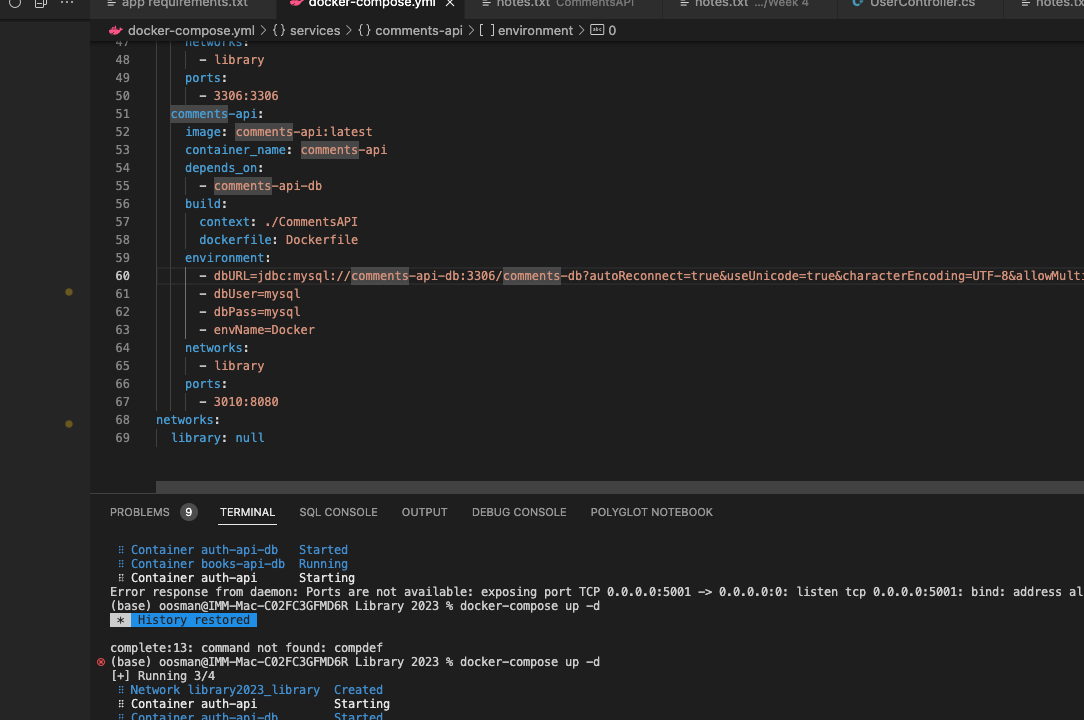 app requirements.txt docker-compose.yml notes.txt CommentsAPI notes.txt .../Week 4 UserController.cs notes.txt
docker-compose.yml > {} services > {} comments-api > [ ] environment > abc 0
47 networks:
48 - library
49 ports:
50 - 3306:3306
51 comments-api:
52 image: comments-api:latest
53 container_name: comments-api
54 depends_on:
55 - comments-api-db
56 build:
57 context: ./CommentsAPI
58 dockerfile: Dockerfile
59 environment:
60 - dbURL=jdbc:mysql://comments-api-db:3306/comments-db?autoReconnect=true&useUnicode=true&characterEncoding=UTF-8&allowMulti
61 - dbUser=mysql
62 - dbPass=mysql
63 - envName=Docker
64 networks:
65 - library
66 ports:
67 - 3010:8080
68 networks:
69 library: null
PROBLEMS 9 TERMINAL SQL CONSOLE OUTPUT DEBUG CONSOLE POLYGLOT NOTEBOOK
Container auth-api-db Started
Container books-api-db Running
Container auth-api Starting
Error response from daemon: Ports are not available: exposing port TCP 0.0.0.0:5001 -> 0.0.0.0:0: listen tcp 0.0.0.0:5001: bind: address al
(base) oosman@IMM-Mac-C02FC3GFMD6R Library 2023 % docker-compose up -d
* History restored
complete:13: command not found: compdef
(base) oosman@IMM-Mac-C02FC3GFMD6R Library 2023 % docker-compose up -d
[+] Running 3/4
Network library2023_library Created
Container auth-api Starting
Container auth-api-db Started